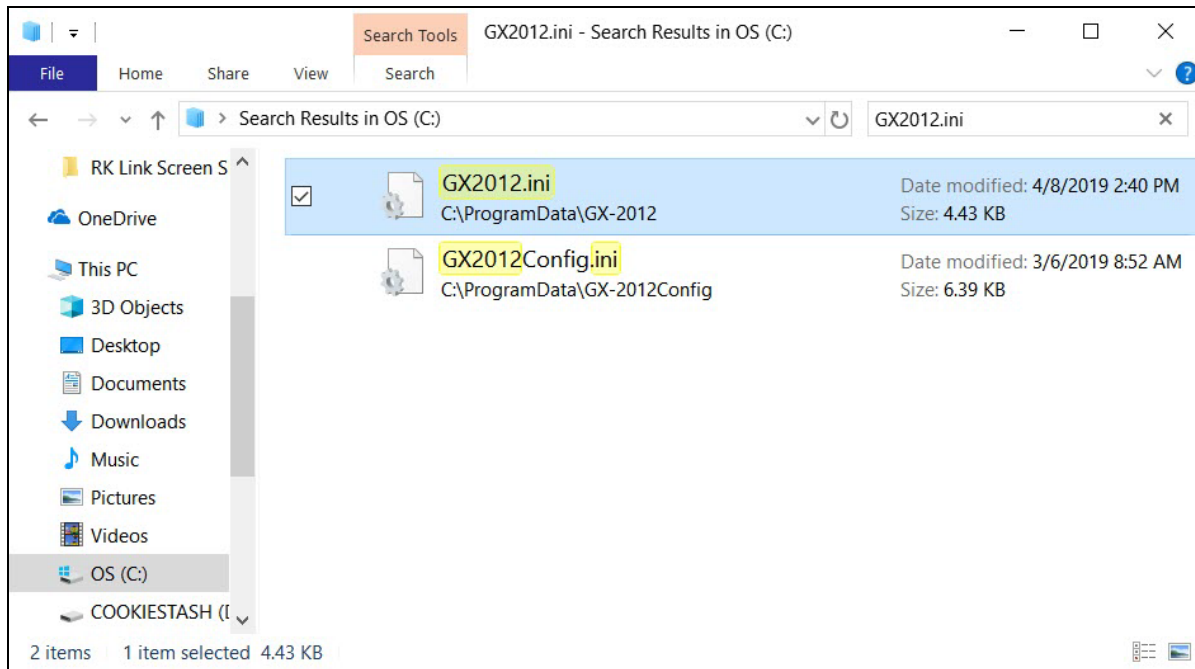 Search Tools
GX2012.ini - Search Results in OS (C:)
File Home Share View Search
?
Search Results in OS (C:)
GX2012.ini
RK Link Screen S
OneDrive
This PC
3D Objects
Desktop
Documents
Downloads
Music
Pictures
Videos
OS (C:)
COOKIESTASH (D
GX2012.ini
C:\ProgramData\GX-2012
Date modified: 4/8/2019 2:40 PM
Size: 4.43 KB
GX2012Config.ini
C:\ProgramData\GX-2012Config
Date modified: 3/6/2019 8:52 AM
Size: 6.39 KB
2 items 1 item selected 4.43 KB